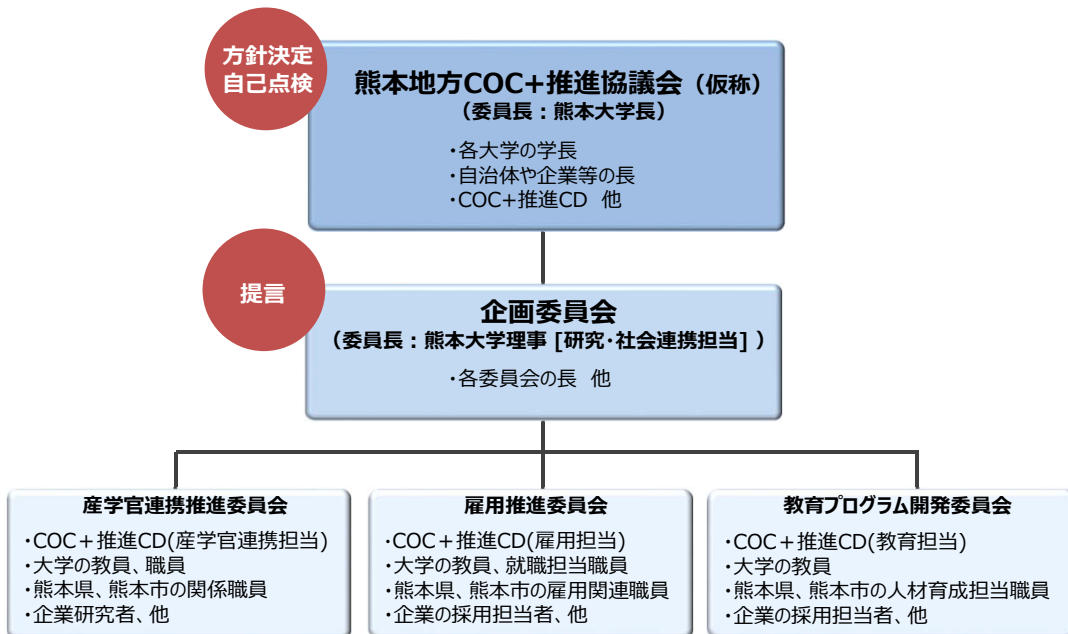 方針決定
自己点検
熊本地方COC+推進協議会（仮称）
（委員長：熊本大学長）
・各大学の学長
・自治体や企業等の長
・COC+推進CD 他
提言
企画委員会
（委員長：熊本大学理事 [研究・社会連携担当] ）
・各委員会の長 他
産学官連携推進委員会
・COC＋推進CD(産学官連携担当)
・大学の教員、職員
・熊本県、熊本市の関係職員
・企業研究者、他
雇用推進委員会
・COC＋推進CD(雇用担当)
・大学の教員、就職担当職員
・熊本県、熊本市の雇用関連職員
・企業の採用担当者、他
教育プログラム開発委員会
・COC＋推進CD(教育担当)
・大学の教員
・熊本県、熊本市の人材育成担当職員
・企業の採用担当者、他